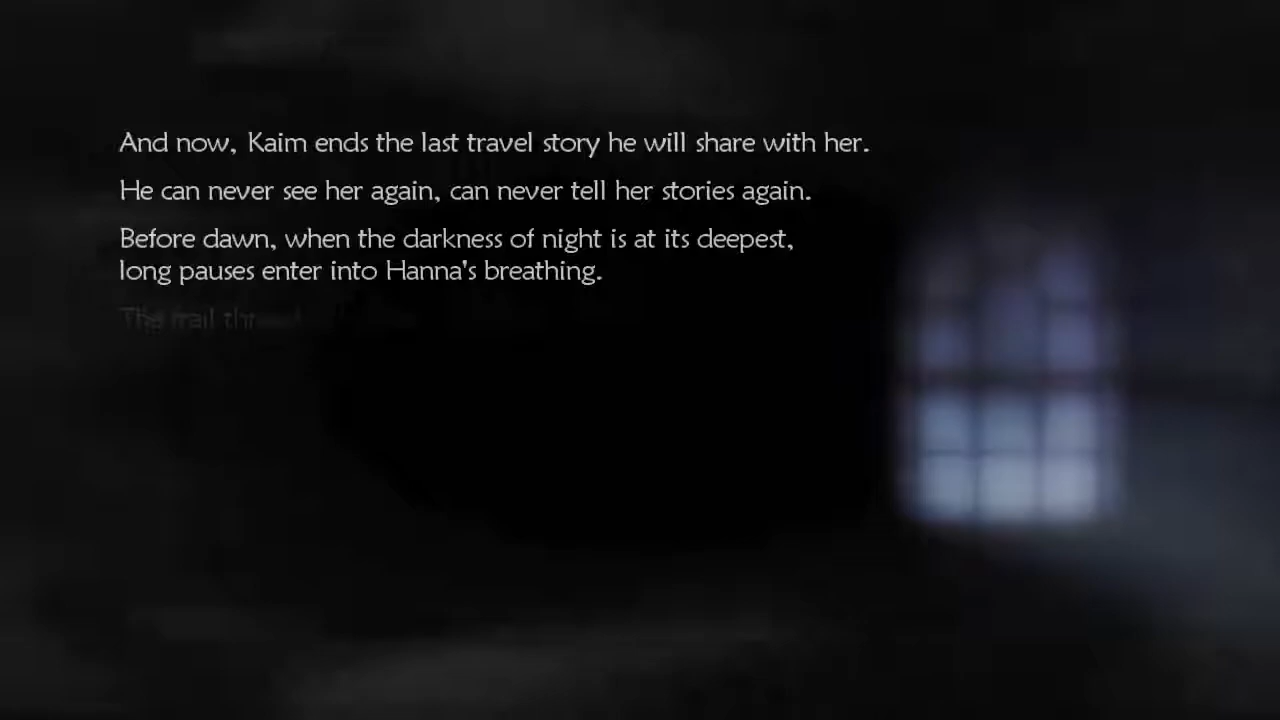 And now, Kaim ends the last travel story he will share with her.
He can never see her again, can never tell her stories again.
Before dawn, when the darkness of night is at its deepest,
long pauses enter into Hanna's breathing.
The frail